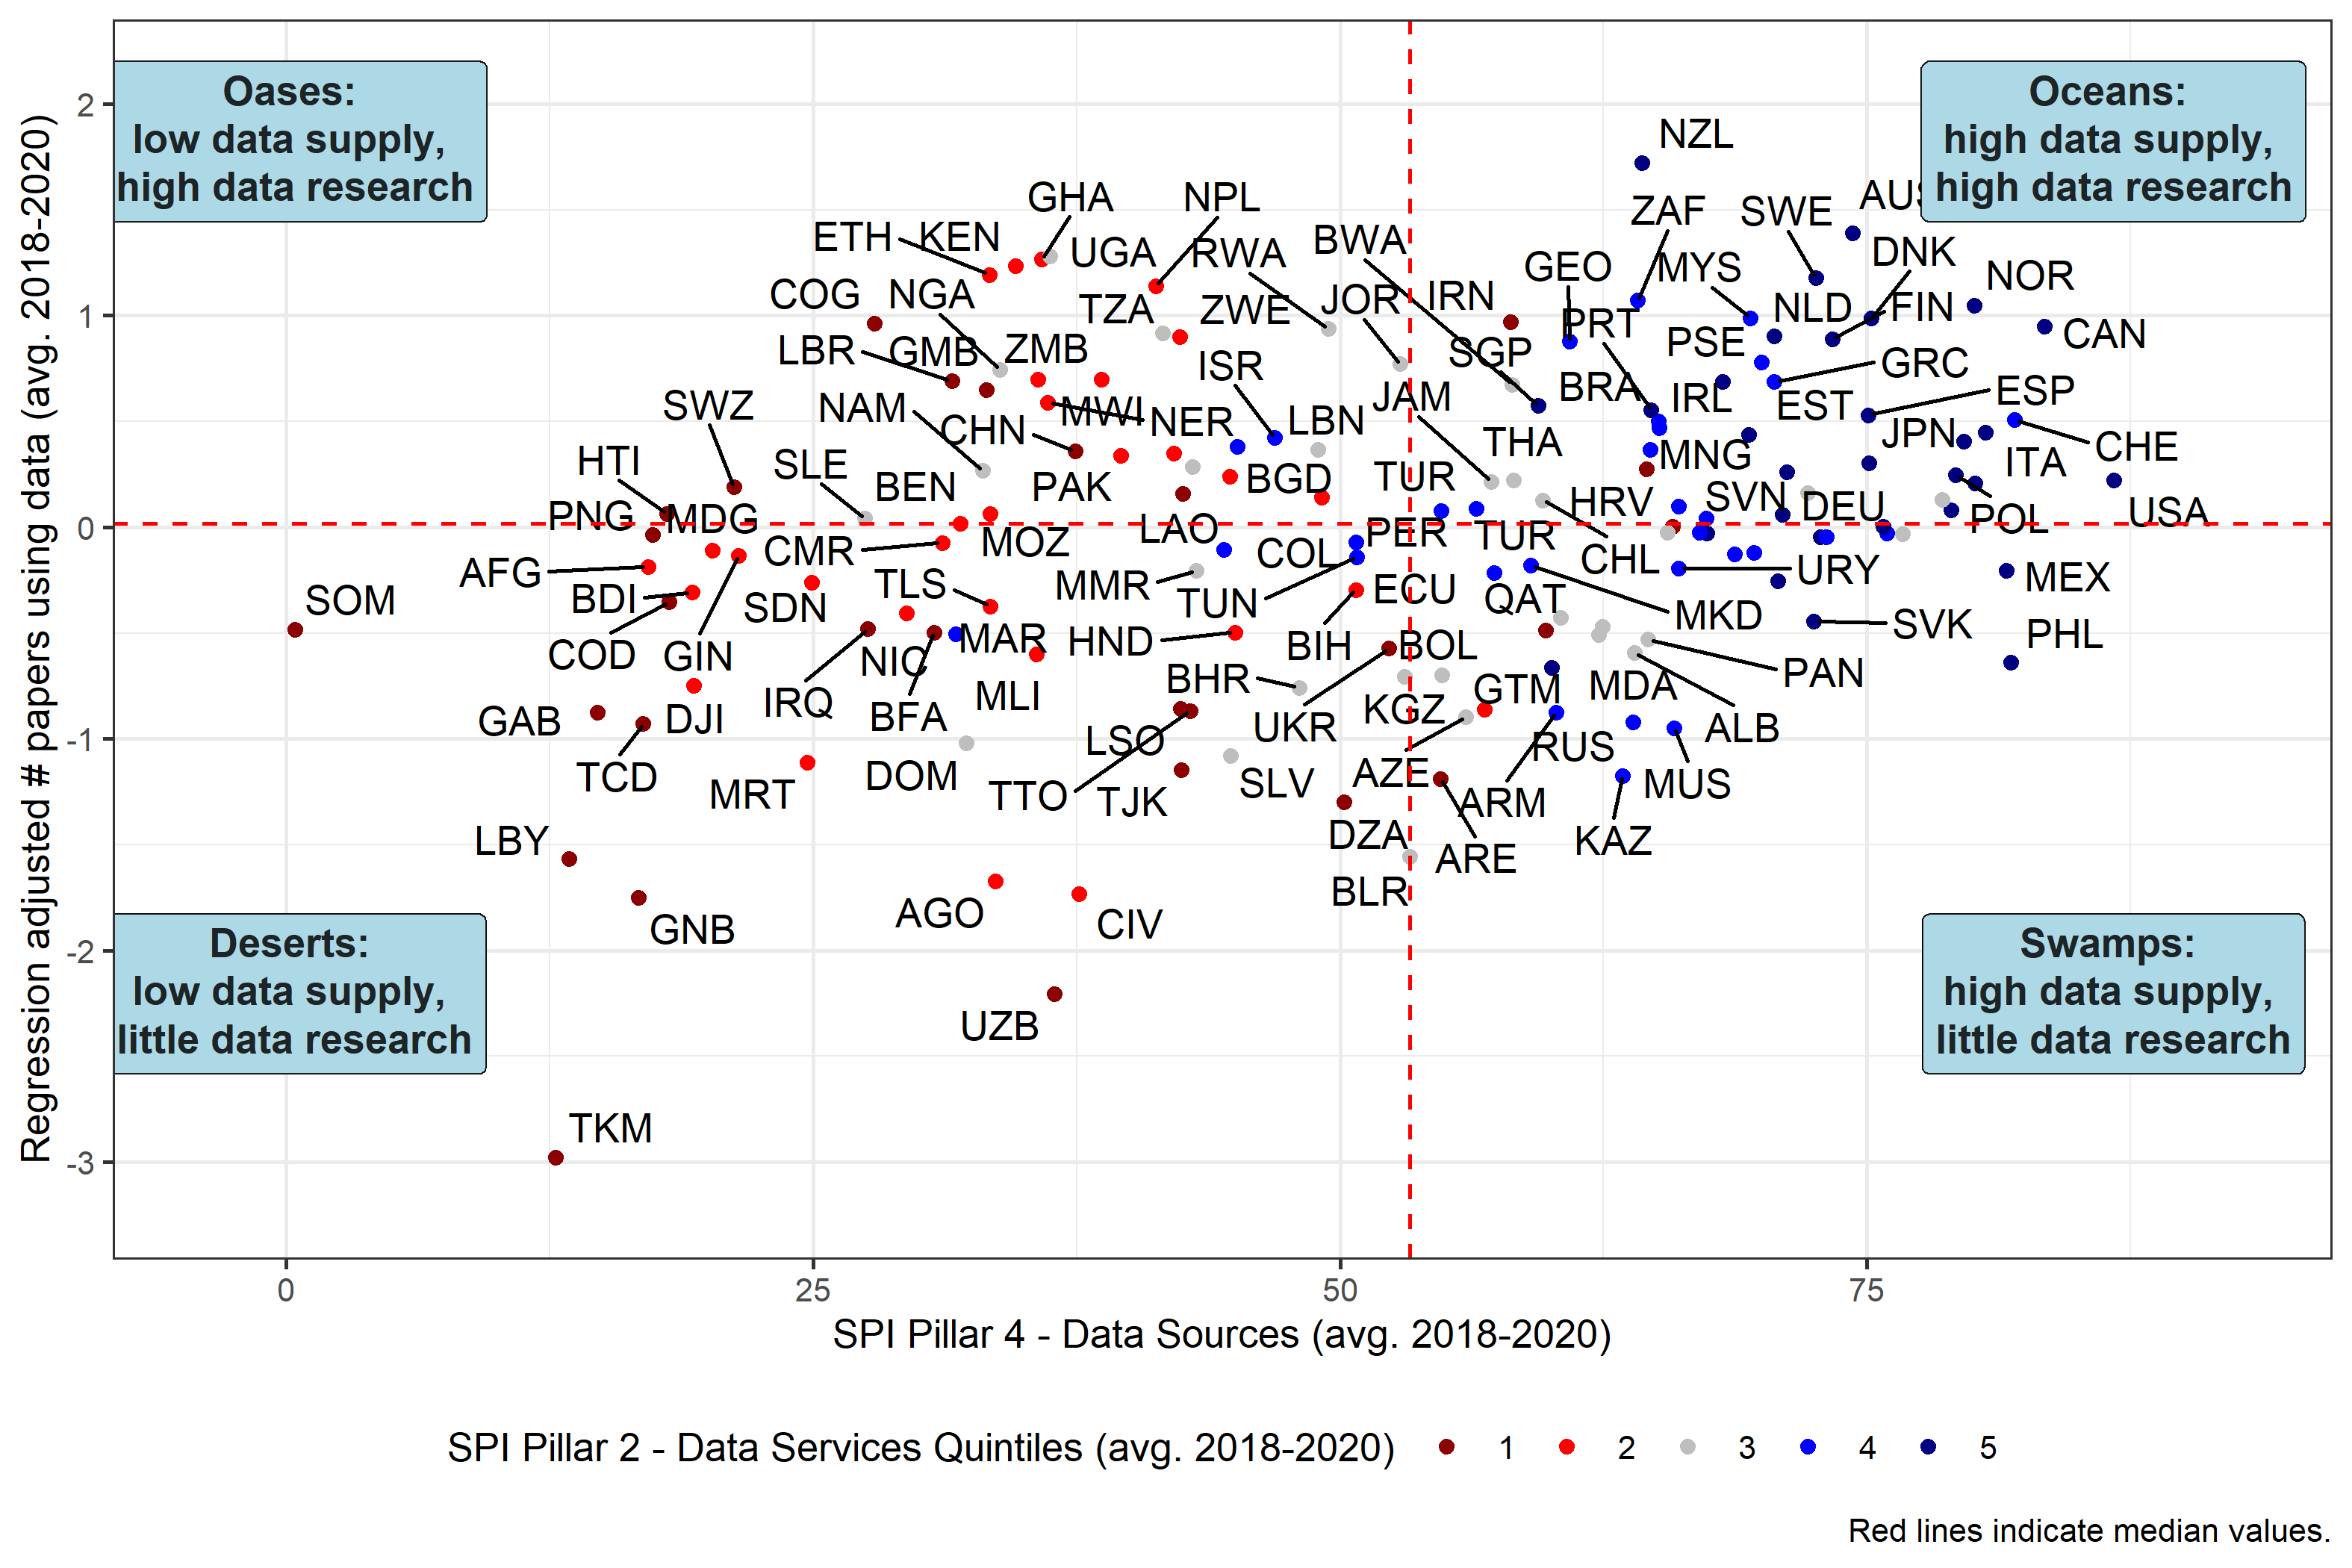 Oases:
low data supply,
high data research
Oceans:
high data supply,
high data research
Deserts:
low data supply,
little data research
Swamps:
high data supply,
little data research
Regression adjusted # papers using data (avg. 2018-2020)
2
1
0
-1
-2
-3
NZL
GHA
NPL
ZAF
SWE
ETH
KEN
UGA
RWA
BWA
GEO
MYS
DNK
NOR
COG
NGA
TZA
ZWE
JOR
IRN
PRT
NLD
FIN
CAN
LBR
GMB
ZMB
ISR
SGP
PSE
GRC
SWZ
NAM
CHN
MWI
NER
LBN
JAM
BRA
IRL
EST
ESP
JPN
HTI
SLE
BEN
PAK
BGD
TUR
THA
MNG
ITA
CHE
PNG
MDG
CMR
MOZ
LAO
COL
PER
TUR
HRV
SVN
DEU
POL
USA
SOM
AFG
BDI
SDN
TLS
MMR
TUN
ECU
QAT
CHL
URY
MEX
COD
GIN
NIC
MAR
HND
BIH
BOL
MKD
SVK
PHL
GAB
DJI
IRQ
BFA
MLI
BHR
UKR
KGZ
GTM
MDA
PAN
TCD
MRT
DOM
LSO
TTO
TJK
SLV
AZE
RUS
ALB
ARM
MUS
LBY
DZA
ARE
KAZ
GNB
AGO
CIV
BLR
UZB
TKM
0
25
50
75
SPI Pillar 4 - Data Sources (avg. 2018-2020)
SPI Pillar 2 - Data Services Quintiles (avg. 2018-2020) 1 2 3 4 5
Red lines indicate median values.